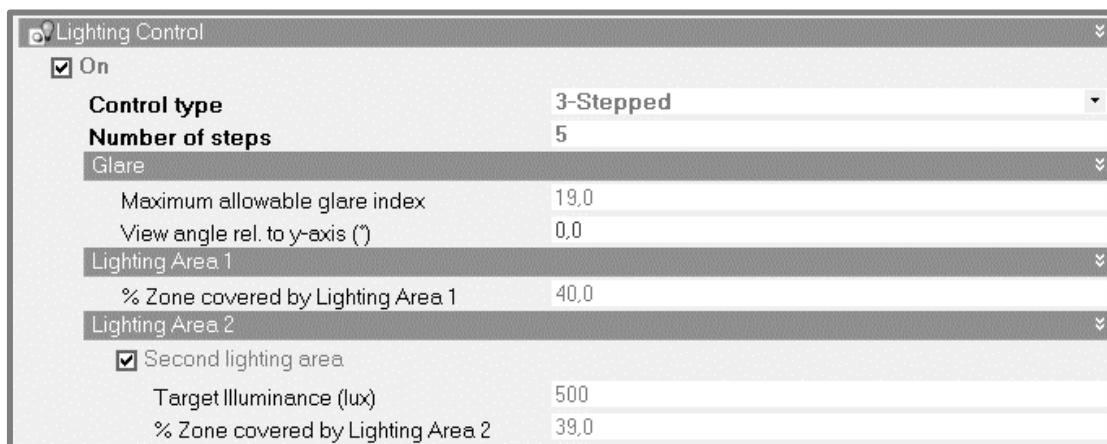 Lighting Control
On
Control type 3-Stepped
Number of steps 5
Glare
Maximum allowable glare index 19,0
View angle rel. to y-axis (°) 0,0
Lighting Area 1
% Zone covered by Lighting Area 1 40,0
Lighting Area 2
Second lighting area
Target Illuminance (lux) 500
% Zone covered by Lighting Area 2 39,0